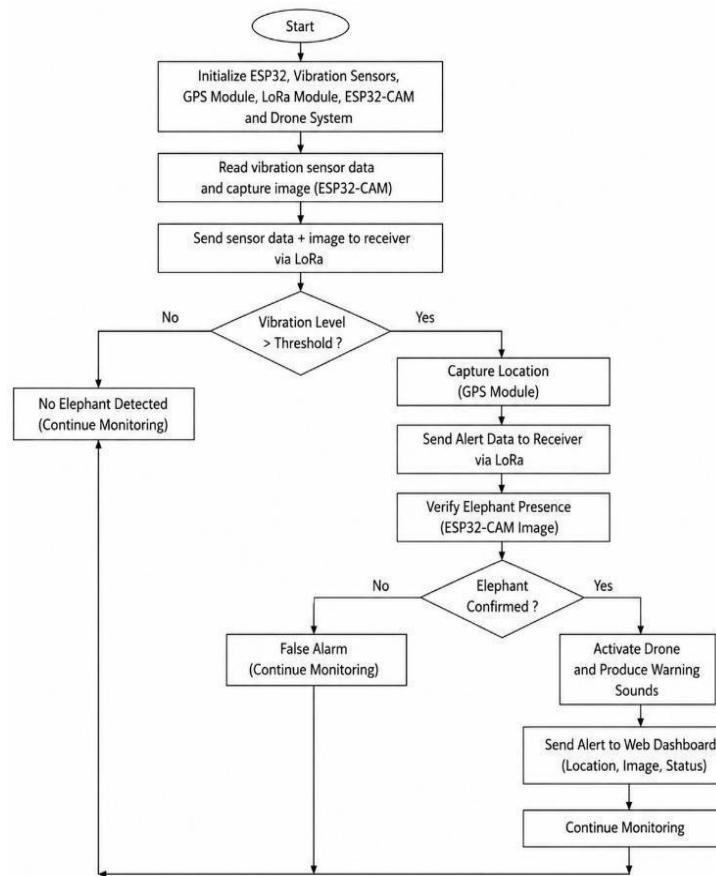 Start
Initialize ESP32, Vibration Sensors,
GPS Module, LoRa Module, ESP32-CAM
and Drone System
Read vibration sensor data
and capture image (ESP32-CAM)
Send sensor data + image to receiver
via LoRa
No
Vibration Level
> Threshold ?
Yes
No Elephant Detected
(Continue Monitoring)
Capture Location
(GPS Module)
Send Alert Data to Receiver
via LoRa
Verify Elephant Presence
(ESP32-CAM Image)
No
Elephant
Confirmed ?
Yes
False Alarm
(Continue Monitoring)
Activate Drone
and Produce Warning
Sounds
Send Alert to Web Dashboard
(Location, Image, Status)
Continue Monitoring